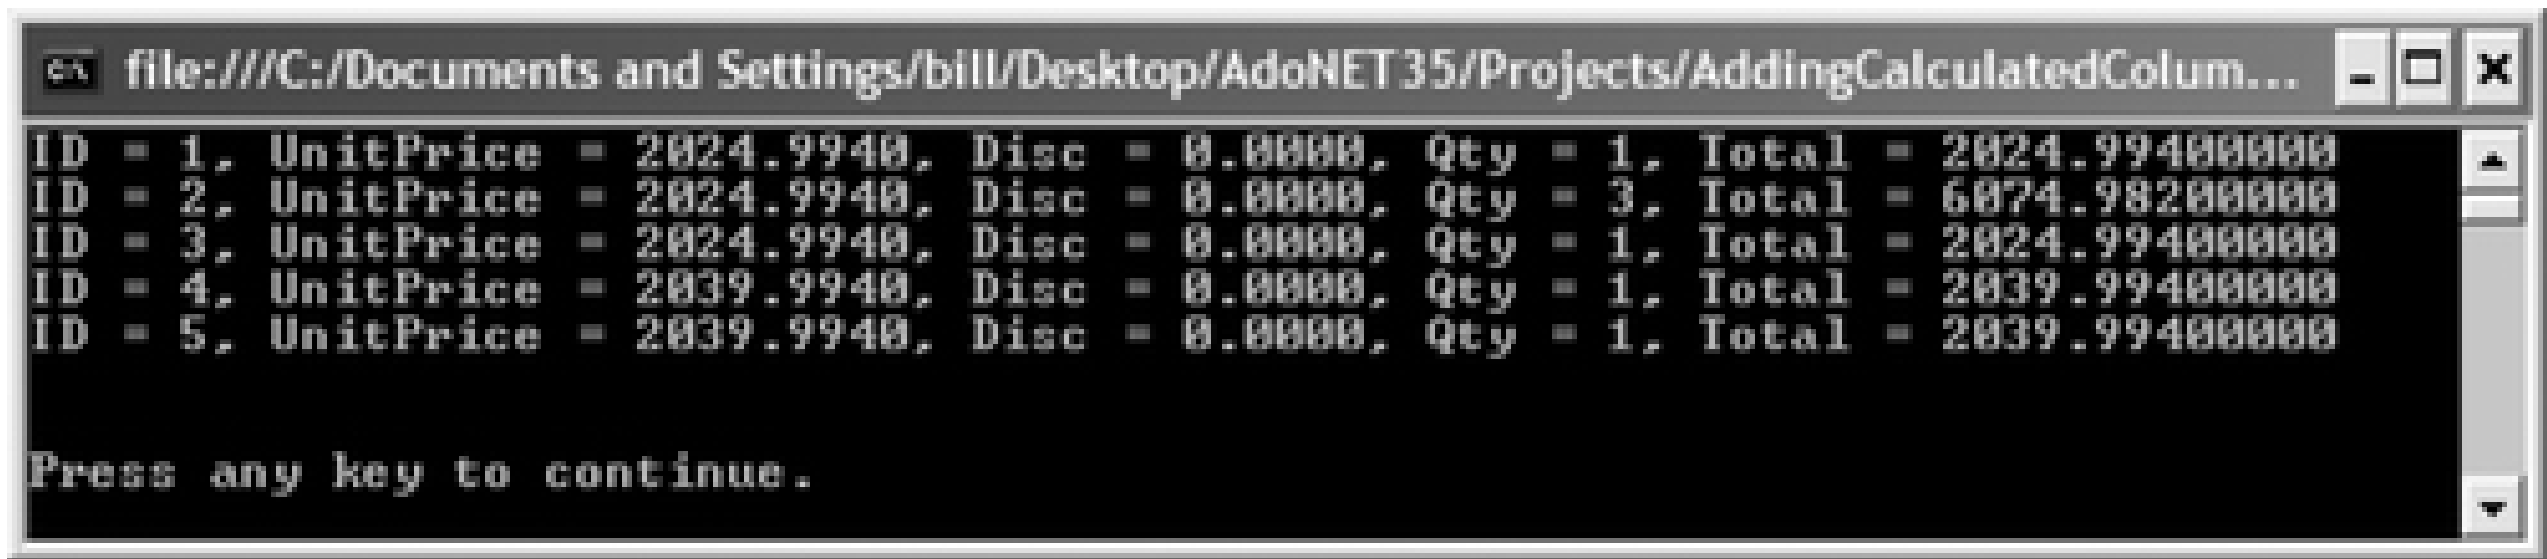 file:///C:/Documents and Settings/bill/Desktop/AdoNET35/Projects/AddingCalculatedColum...
ID = 1, UnitPrice = 2024.9940, Disc = 0.0000, Qty = 1, Total = 2024.99400000
ID = 2, UnitPrice = 2024.9940, Disc = 0.0000, Qty = 3, Total = 6074.98200000
ID = 3, UnitPrice = 2024.9940, Disc = 0.0000, Qty = 1, Total = 2024.99400000
ID = 4, UnitPrice = 2039.9940, Disc = 0.0000, Qty = 1, Total = 2039.99400000
ID = 5, UnitPrice = 2039.9940, Disc = 0.0000, Qty = 1, Total = 2039.99400000
Press any key to continue.